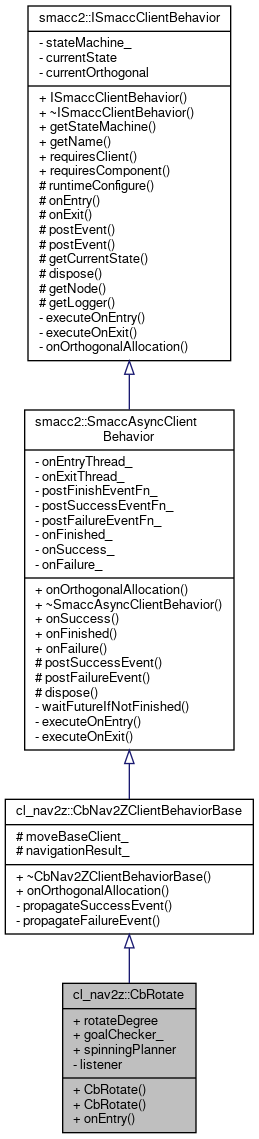 smacc2::ISmaccClientBehavior
- stateMachine_
- currentState
- currentOrthogonal
+ ISmaccClientBehavior()
+ ~ISmaccClientBehavior()
+ getStateMachine()
+ getName()
+ requiresClient()
+ requiresComponent()
# runtimeConfigure()
# onEntry()
# onExit()
# postEvent()
# postEvent()
# getCurrentState()
# dispose()
# getNode()
# getLogger()
- executeOnEntry()
- executeOnExit()
- onOrthogonalAllocation()
smacc2::SmaccAsyncClient
Behavior
- onEntryThread_
- onExitThread_
- postFinishEventFn_
- postSuccessEventFn_
- postFailureEventFn_
- onFinished_
- onSuccess_
- onFailure_
+ onOrthogonalAllocation()
+ ~SmaccAsyncClientBehavior()
+ onSuccess()
+ onFinished()
+ onFailure()
# postSuccessEvent()
# postFailureEvent()
# dispose()
- waitFutureIfNotFinished()
- executeOnEntry()
- executeOnExit()
cl_nav2z::CbNav2ZClientBehaviorBase
# moveBaseClient_
# navigationResult_
+ ~CbNav2ZClientBehaviorBase()
+ onOrthogonalAllocation()
- propagateSuccessEvent()
- propagateFailureEvent()
cl_nav2z::CbRotate
+ rotateDegree
+ goalChecker_
+ spinningPlanner
- listener
+ CbRotate()
+ CbRotate()
+ onEntry()